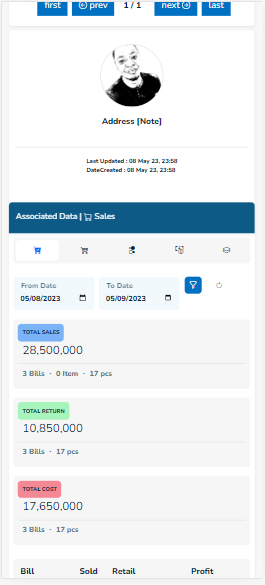 first prev 1 / 1 next last
Address [Note]
Last Updated : 08 May 23, 23:58
DateCreated : 08 May 23, 23:58
Associated Data | Sales
From Date To Date
05/08/2023 05/09/2023
TOTAL SALES
28,500,000
3 Bills · 0 Item · 17 pcs
TOTAL RETURN
10,850,000
3 Bills · 17 pcs
TOTAL COST
17,650,000
3 Bills · 17 pcs
Bill Sold Retail Profit